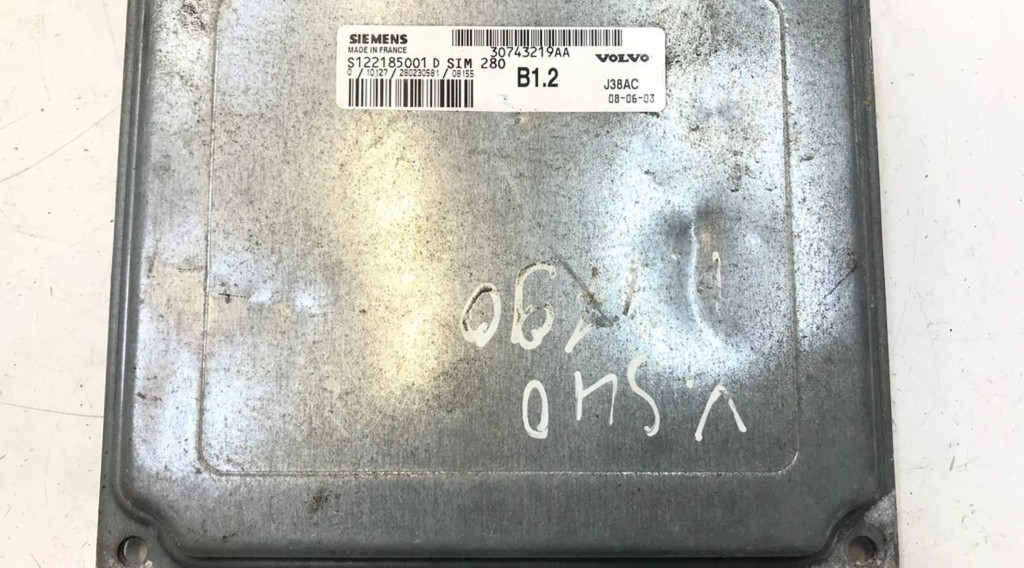 SIEMENS
MADE IN FRANCE
30743219AA
VOLVO
S122185001 D SIM 280
0 / 10127 / 280230581 / 08155
B1.2
J38AC
08-06-03
V.S40